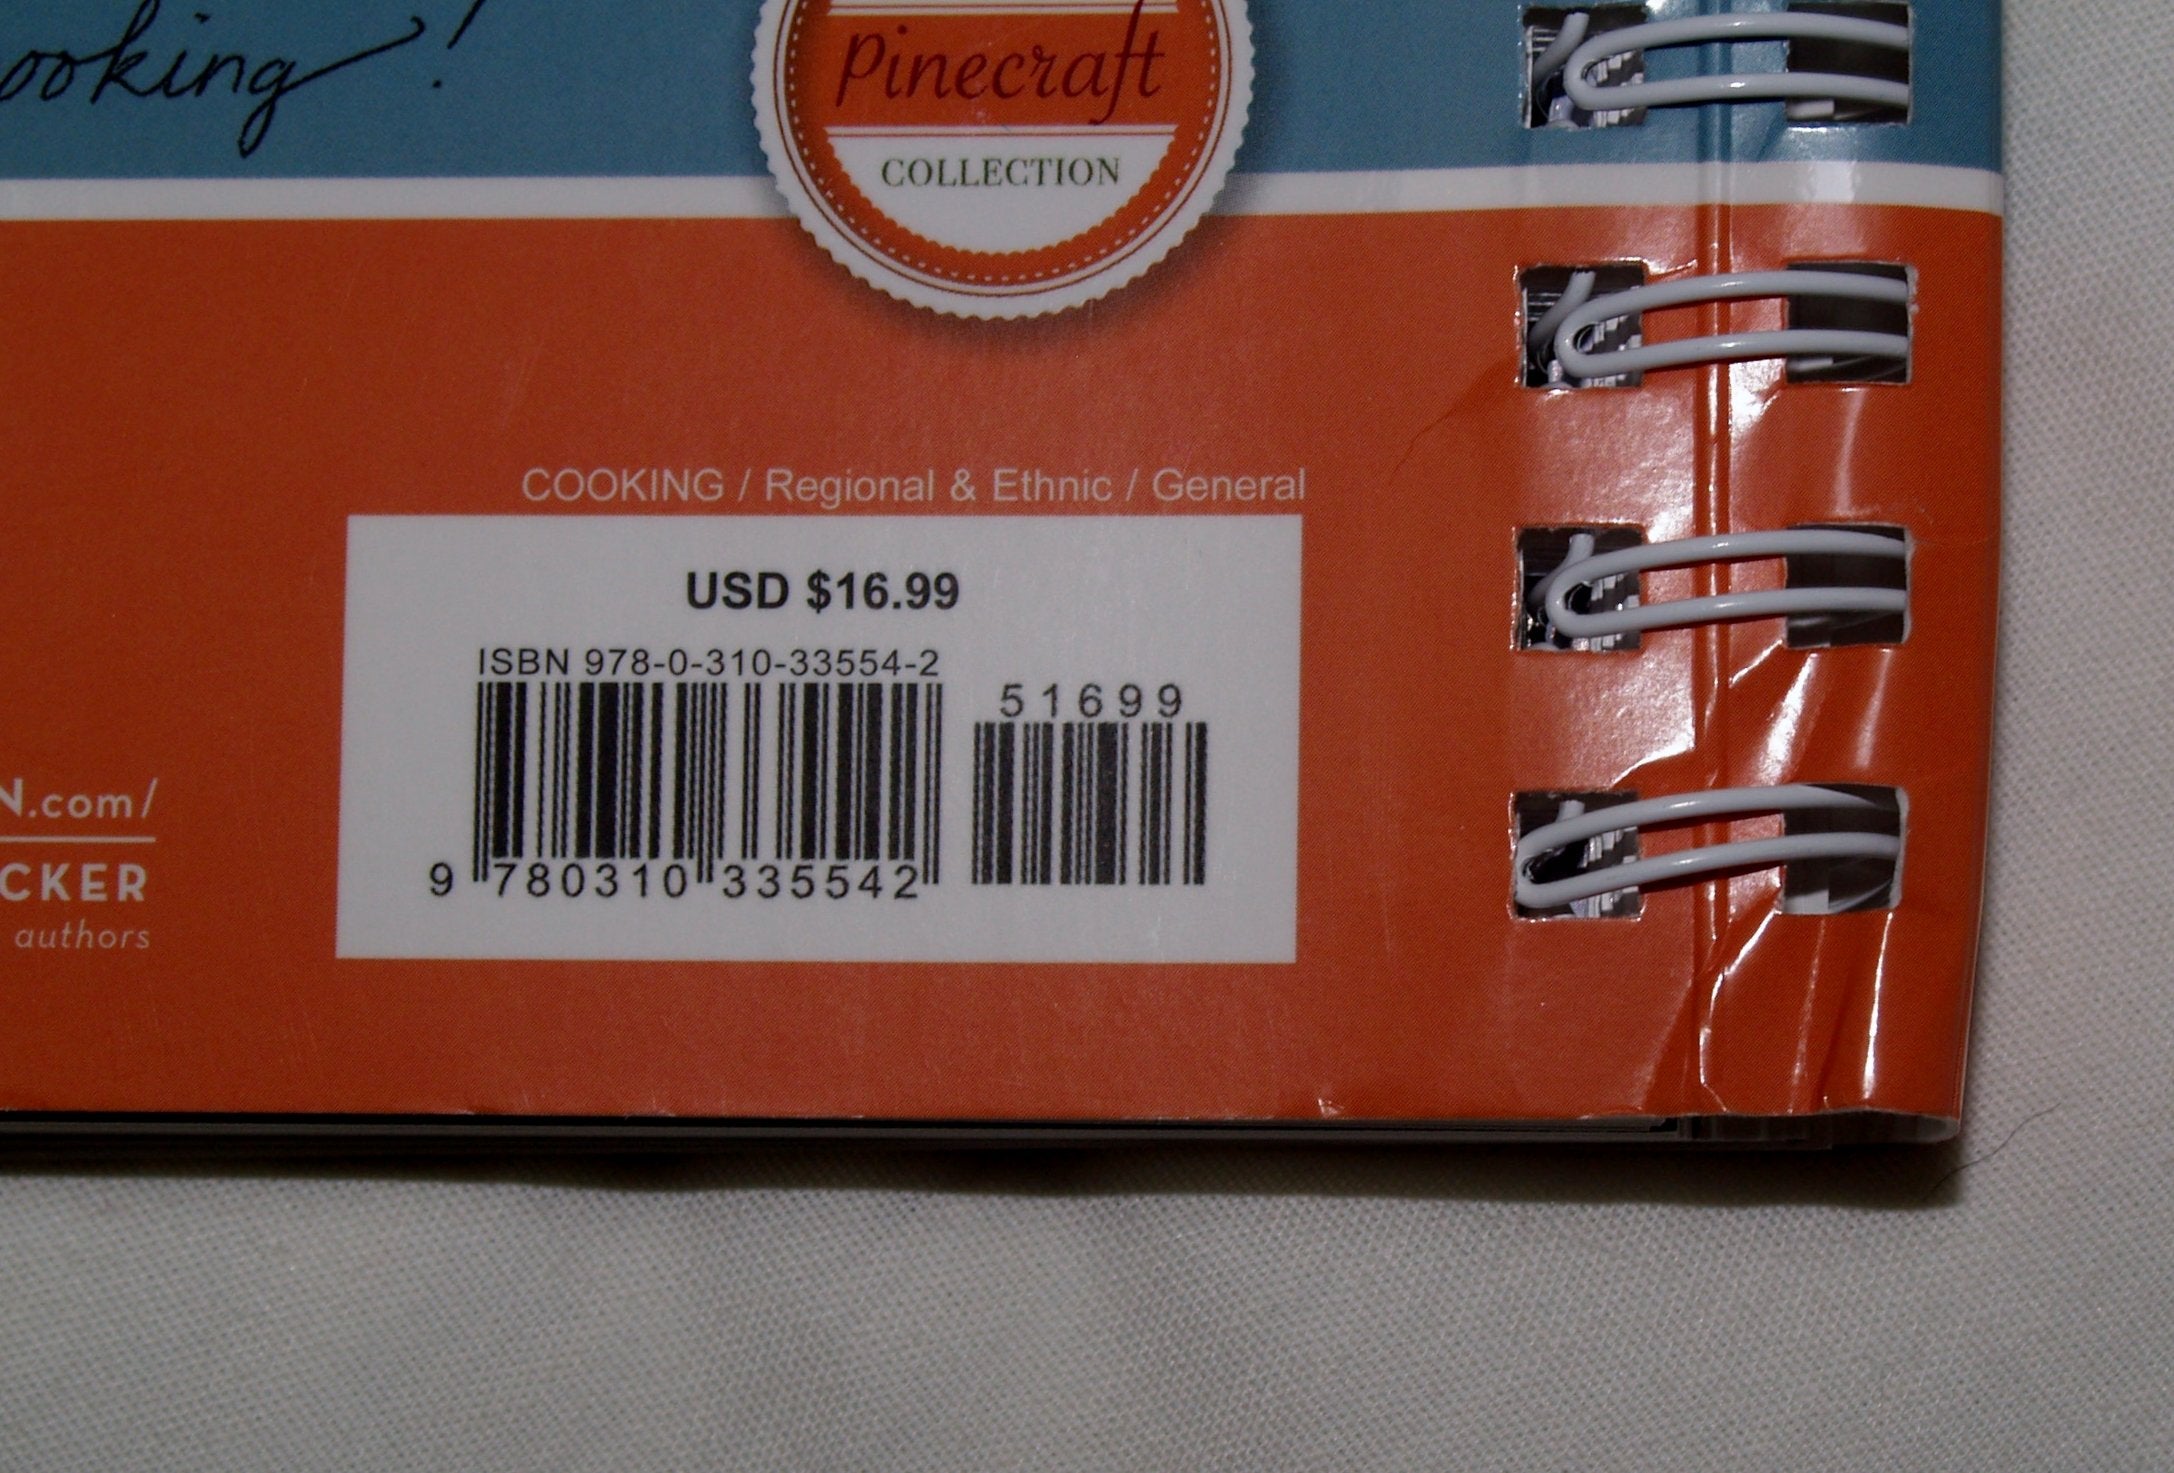 ooking!
Pinecraft
COLLECTION
COOKING / Regional & Ethnic / General
USD $16.99
ISBN 978-0-310-33554-2
51699
9 780310 335542
N.com/
CKER
authors